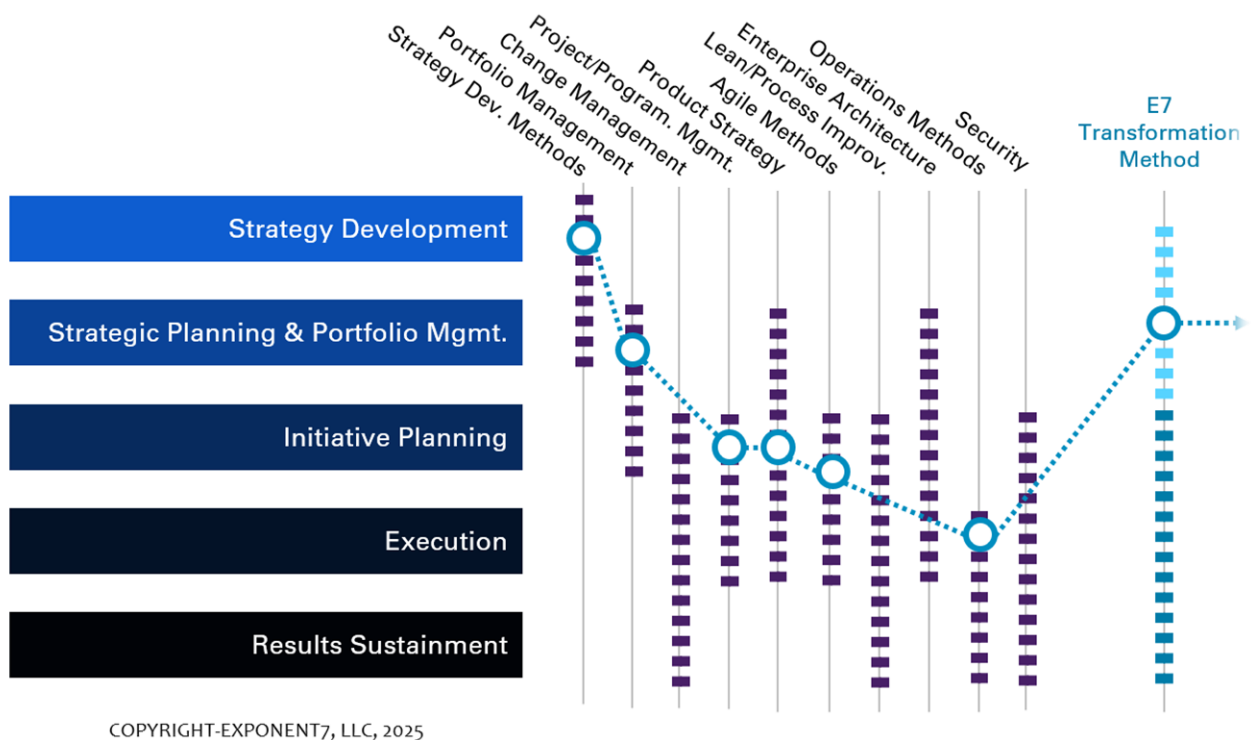 Strategy Dev. Methods
Portfolio Management
Change Management
Project/Program. Mgmt.
Product Strategy
Agile Methods
Lean/Process Improv.
Enterprise Architecture
Operations Methods
Security
E7
Transformation
Method
Strategy Development
Strategic Planning & Portfolio Mgmt.
Initiative Planning
Execution
Results Sustainment
COPYRIGHT-EXPONENT7, LLC, 2025